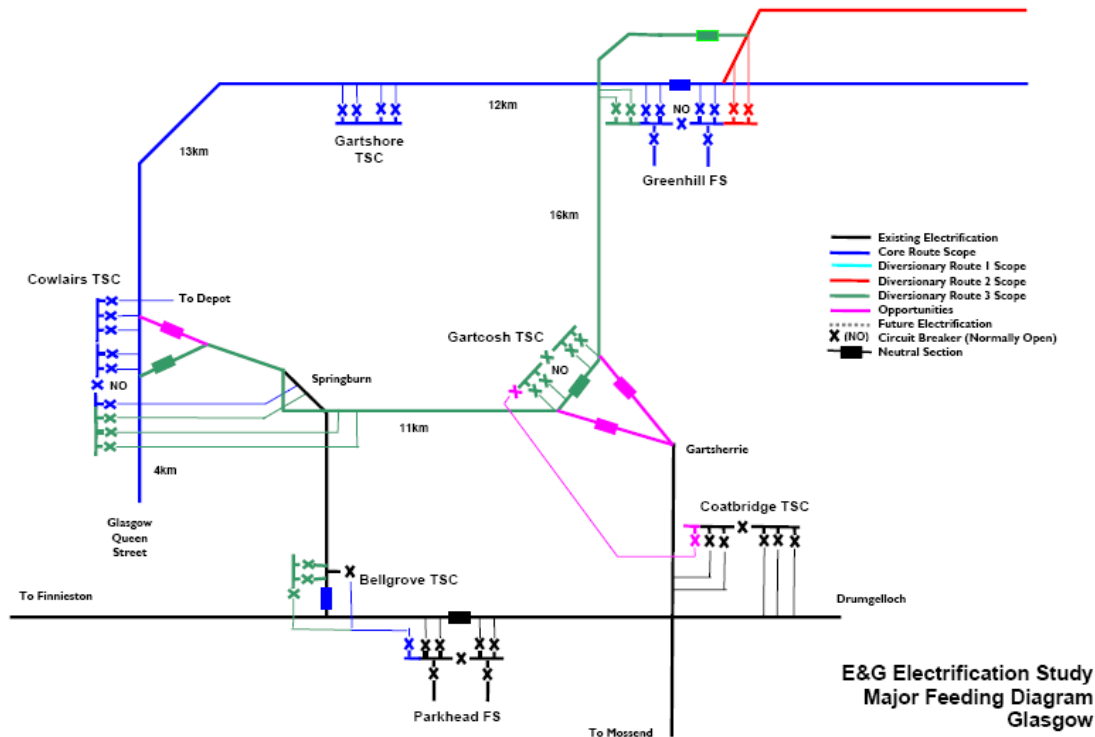 12km
NO
Gartshore
TSC
13km
Greenhill FS
16km
Existing Electrification
Core Route Scope
Diversionary Route 1 Scope
Diversionary Route 2 Scope
Diversionary Route 3 Scope
Opportunities
Future Electrification
(NO) Circuit Breaker (Normally Open)
Neutral Section
Cowlairs TSC
To Depot
Gartcosh TSC
NO
Springburn
NO
11km
Gartsherrie
4km
Coatbridge TSC
Glasgow
Queen
Street
Bellgrove TSC
To Finnieston
Drumgelloch
Parkhead FS
To Mossend
E&G Electrification Study
Major Feeding Diagram
Glasgow